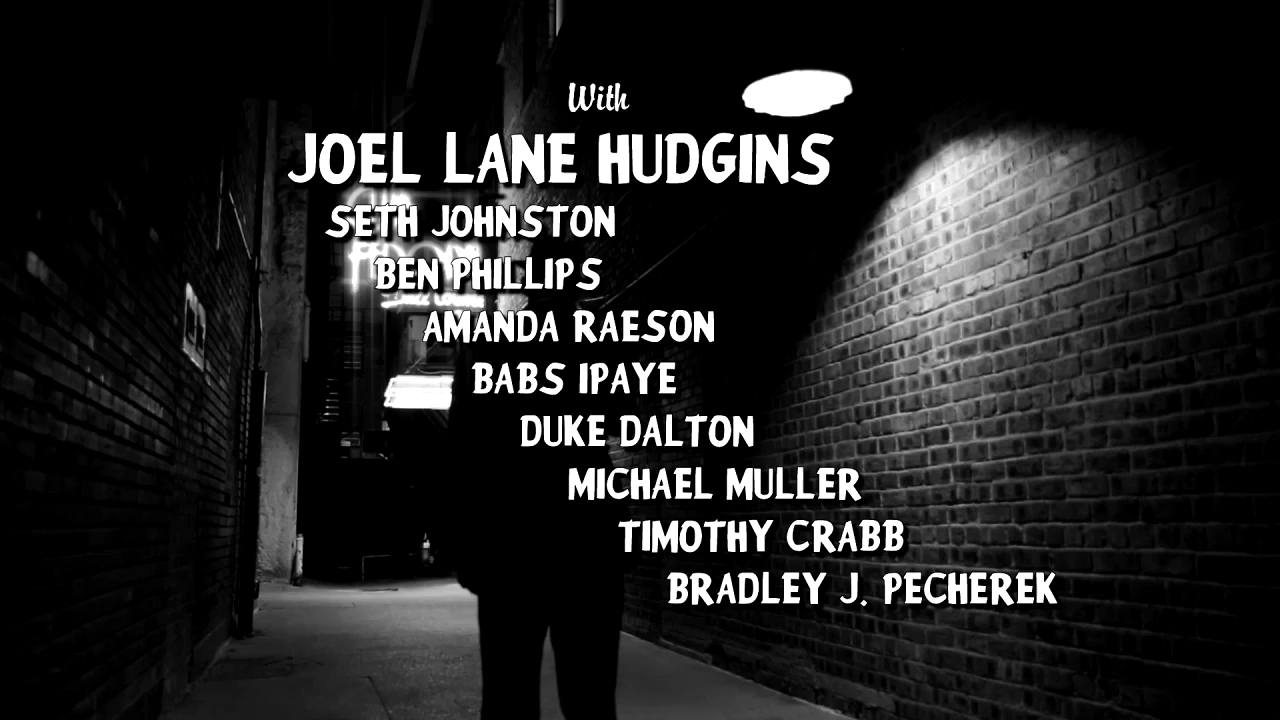 With
JOEL LANE HUDGINS
SETH JOHNSTON
BEN PHILLIPS
AMANDA RAESON
BABS IPAYE
DUKE DALTON
MICHAEL MULLER
TIMOTHY CRABB
BRADLEY J. PECHEREK